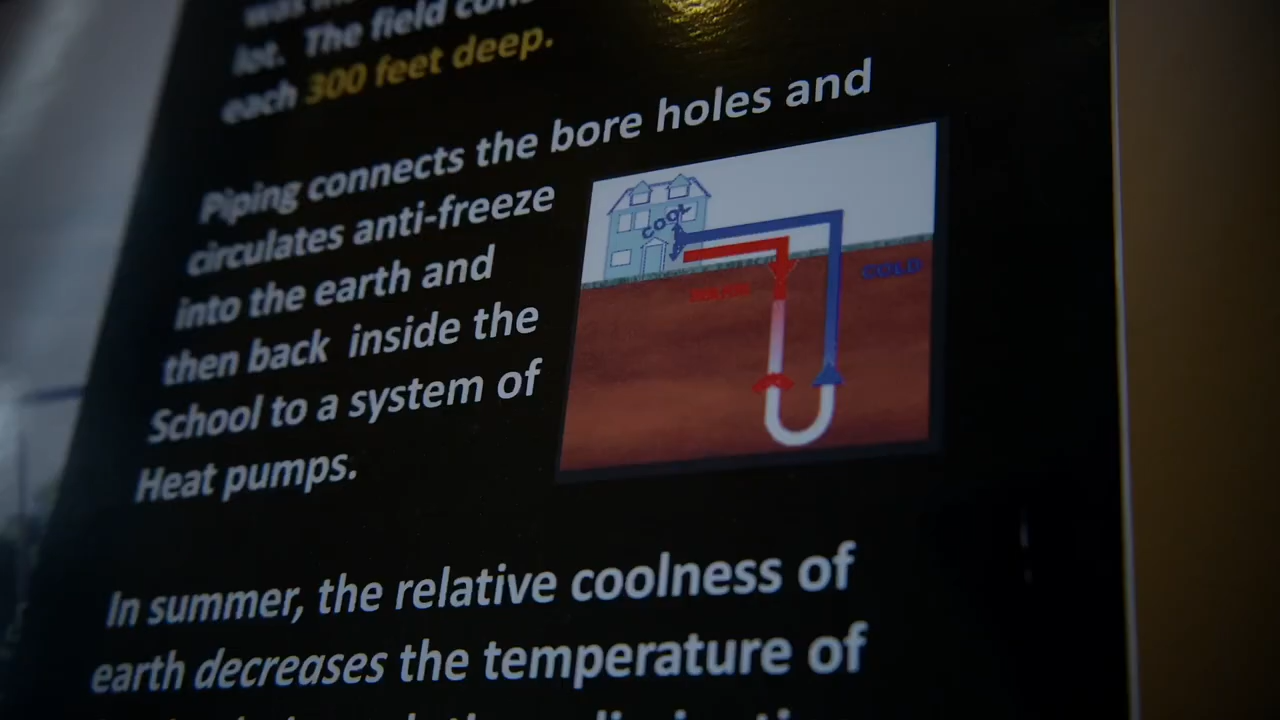 lot. The field
each 300 feet deep.
Piping connects the bore holes and
circulates anti-freeze
into the earth and
then back inside the
School to a system of
Heat pumps.
COOL
COLD
In summer, the relative coolness of
earth decreases the temperature of